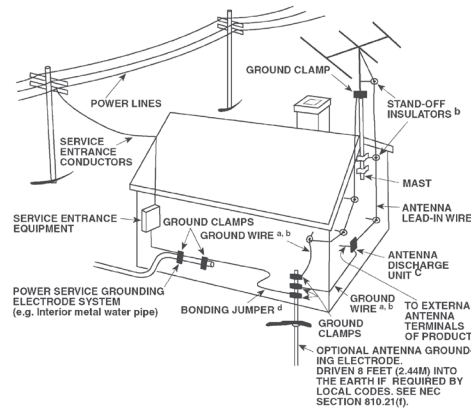 GROUND CLAMP
POWER LINES
STAND-OFF
INSULATORS b
SERVICE
ENTRANCE
CONDUCTORS
MAST
ANTENNA
LEAD-IN WIRE
SERVICE ENTRANCE
EQUIPMENT
GROUND CLAMPS
GROUND WIRE a, b
ANTENNA
DISCHARGE
UNIT C
POWER SERVICE GROUNDING
ELECTRODE SYSTEM
(e.g. Interior metal water pipe)
BONDING JUMPER d
GROUND
WIRE a, b
TO EXTERNA
ANTENNA
TERMINALS
OF PRODUCT
GROUND
CLAMPS
OPTIONAL ANTENNA GROUND-
ING ELECTRODE.
DRIVEN 8 FEET (2.44M) INTO
THE EARTH IF REQUIRED BY
LOCAL CODES. SEE NEC
SECTION 810.21(f).